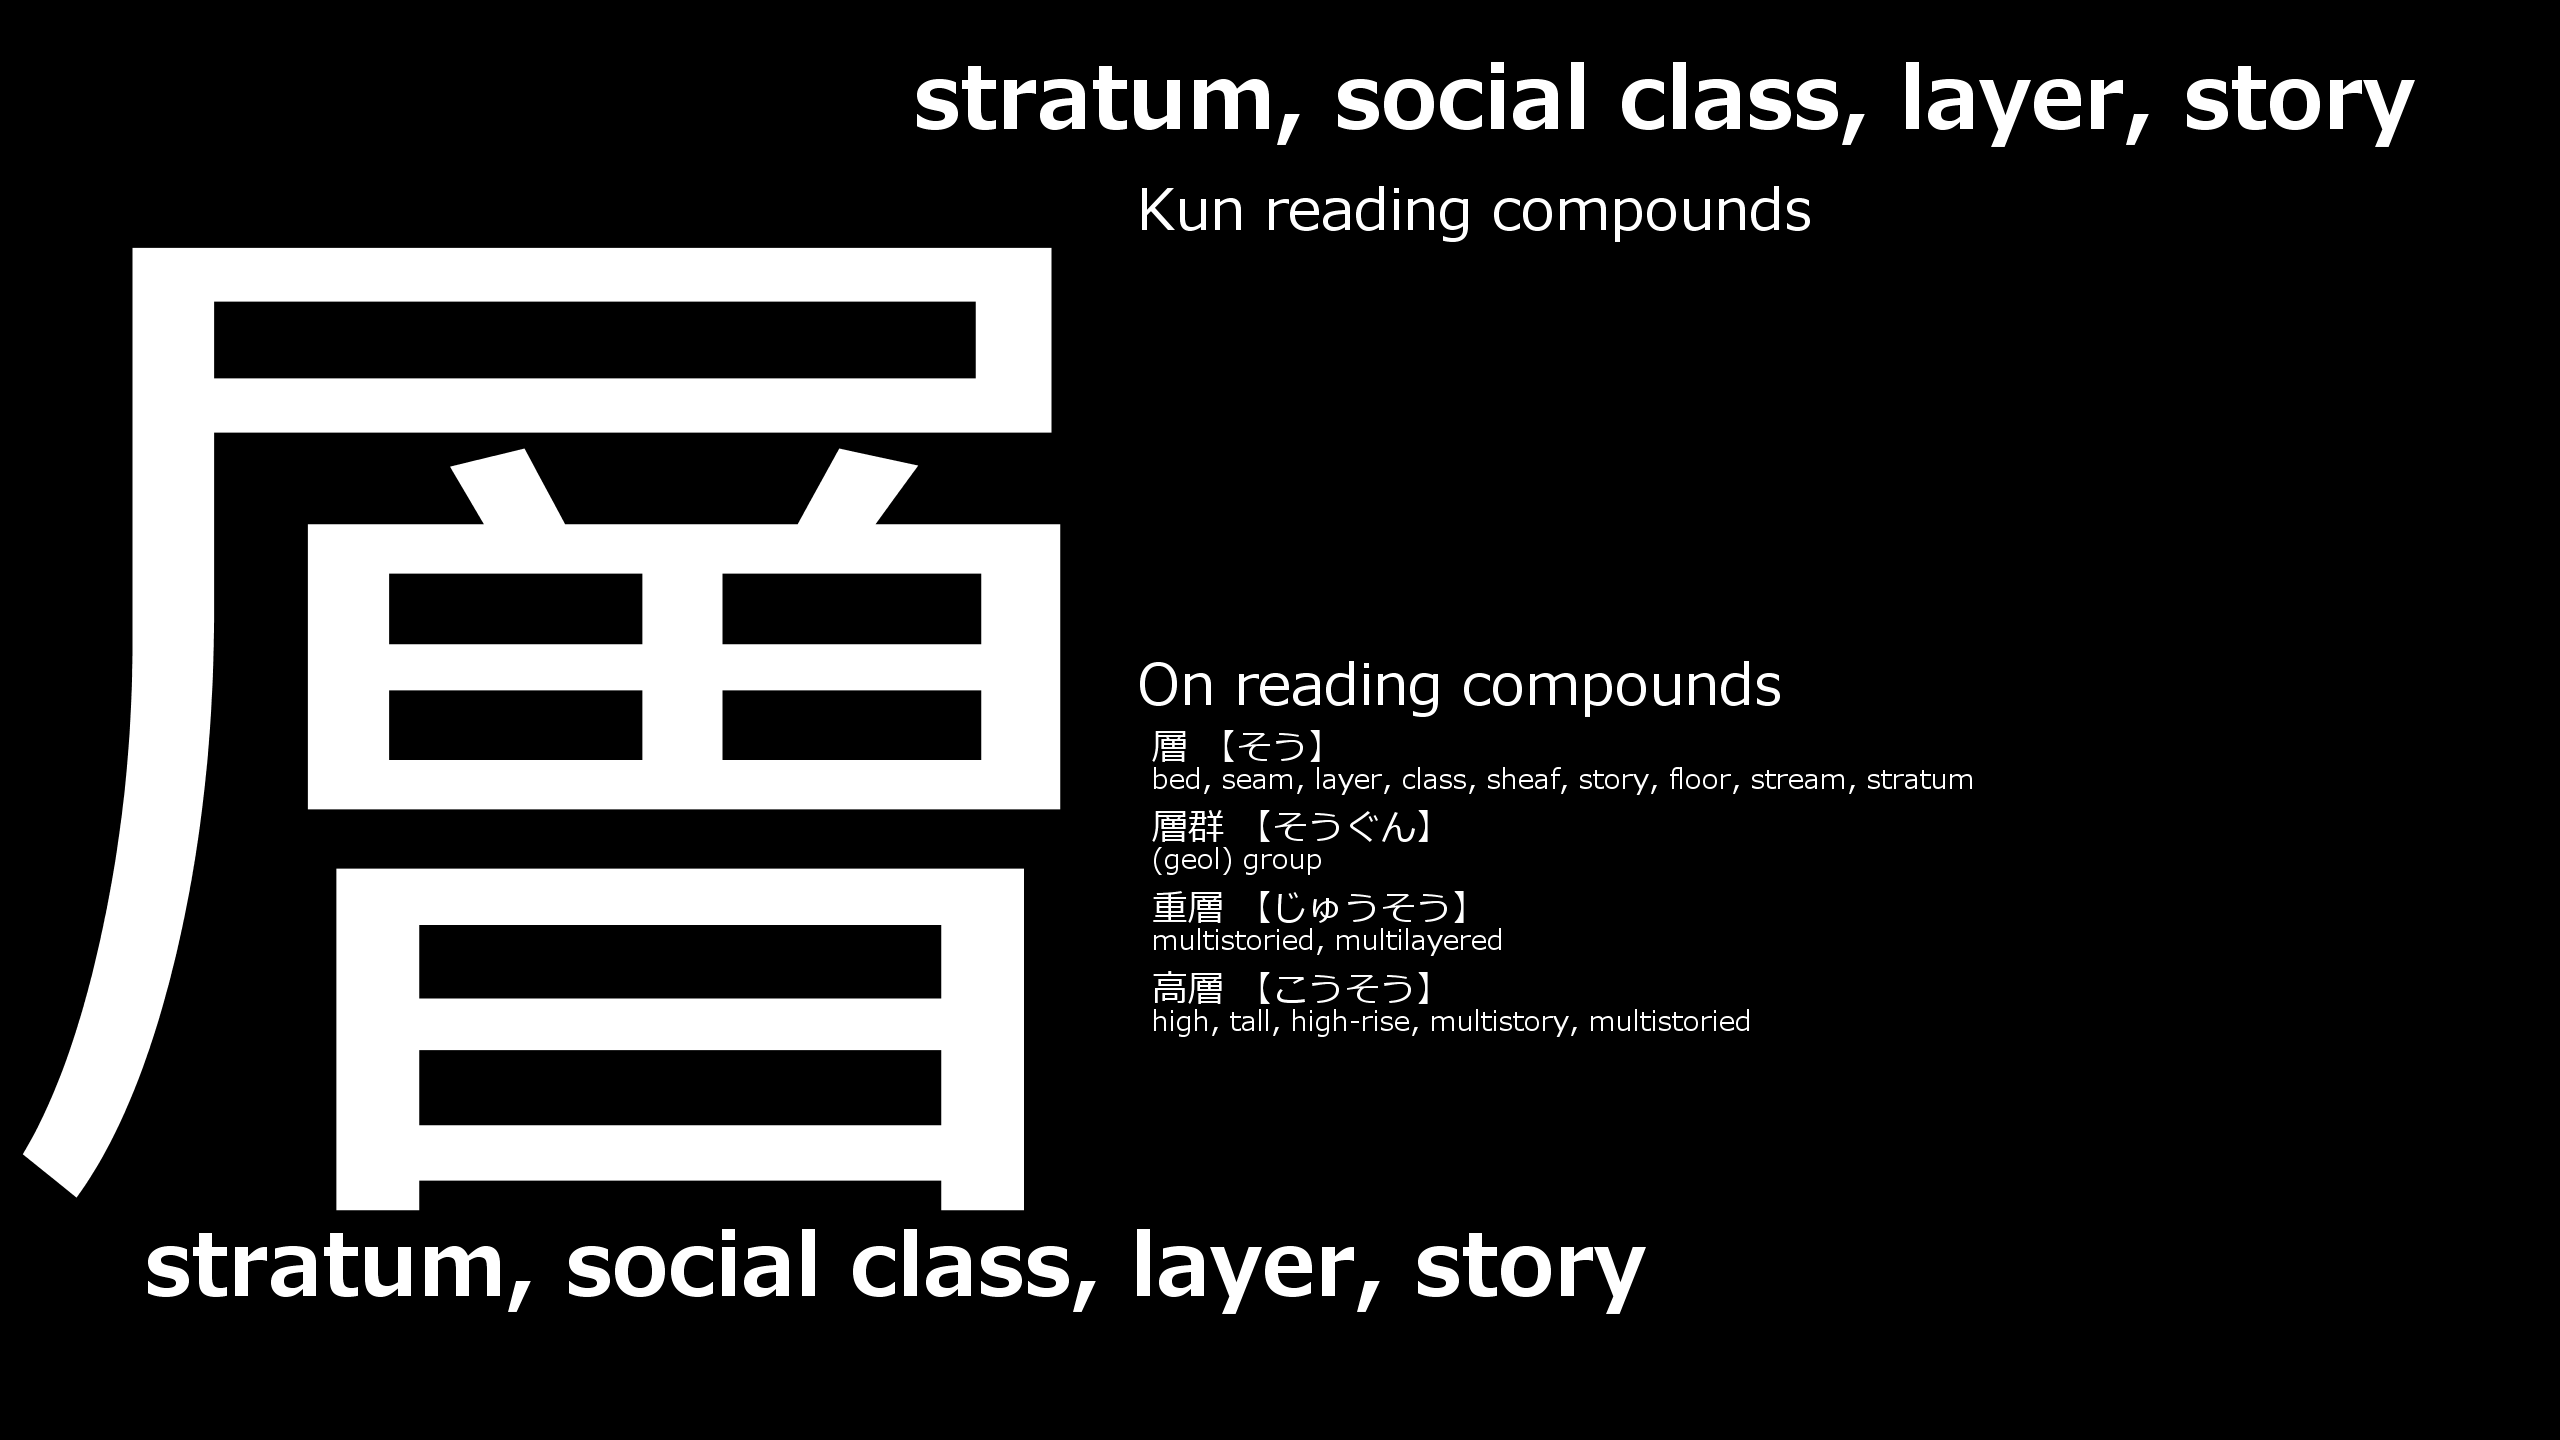 stratum, social class, layer, story
Kun reading compounds
層
On reading compounds
層 【そう】
bed, seam, layer, class, sheaf, story, floor, stream, stratum
層群 【そうぐん】
(geol) group
重層 【じゅうそう】
multistoried, multilayered
高層 【こうそう】
high, tall, high-rise, multistory, multistoried
stratum, social class, layer, story